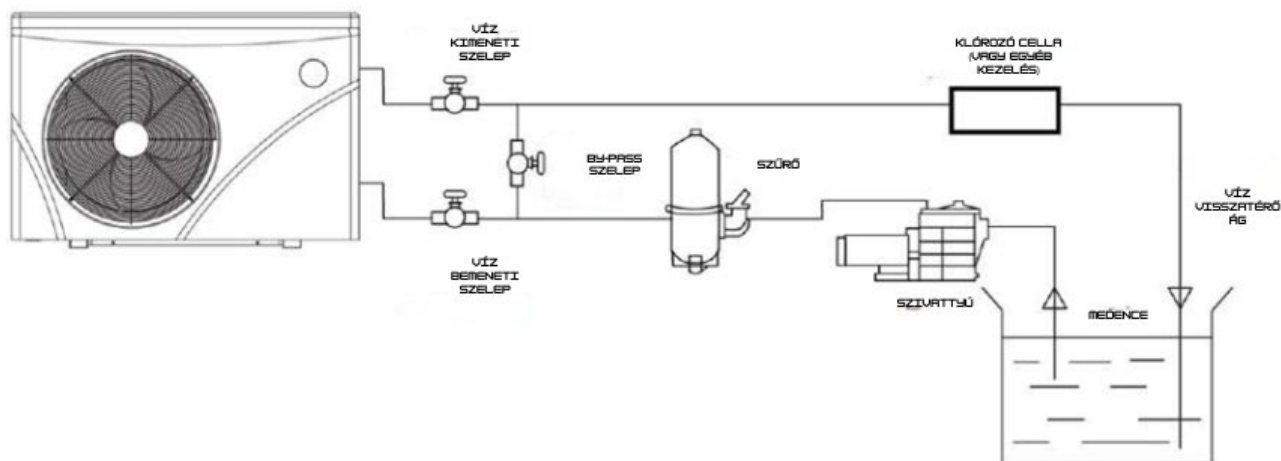 VÍZ
KIMENETI
SZELEP
KLÓROZÓ CELLA
(VAGY EGYÉB
KEZELÉS)
BY-PASS
SZELEP
SZŰRŐ
VÍZ
VISSZATÉRŐ
ÁG
VÍZ
BEMENETI
SZELEP
SZIVATTYÚ
MEDENCE